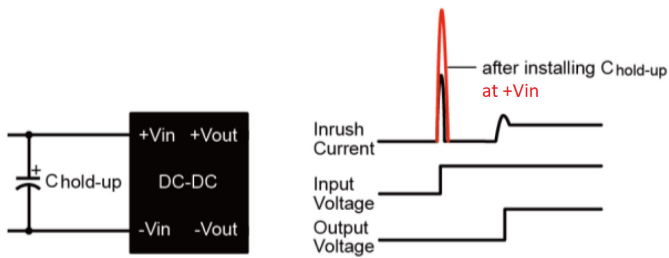 +Vin +Vout
+
Chold-up
DC-DC
-Vin -Vout
after installing Chold-up
at +Vin
Inrush
Current
Input
Voltage
Output
Voltage